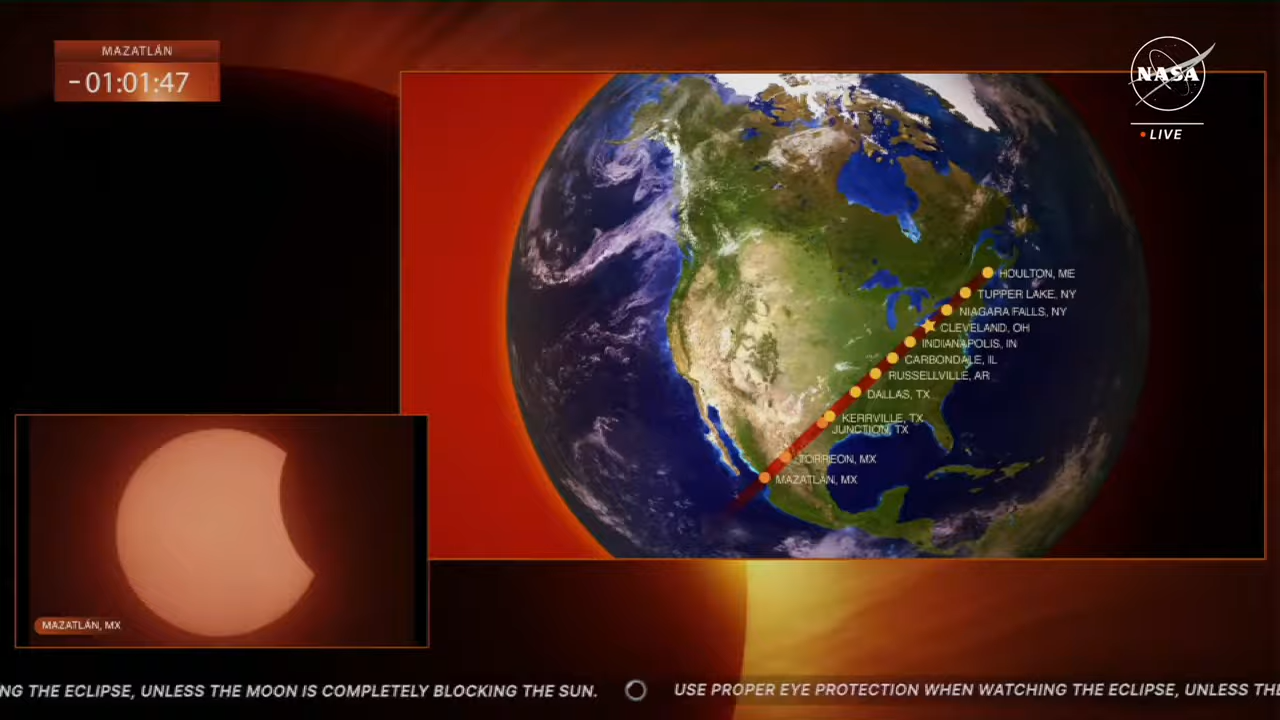 MAZATLÁN
-01:01:47
NASA
LIVE
HOULTON, ME
TUPPER LAKE, NY
NIAGARA FALLS, NY
CLEVELAND, OH
INDIANAPOLIS, IN
CARBONDALE, IL
RUSSELLVILLE, AR
DALLAS, TX
KERRVILLE, TX
JUNCTION, TX
TORREON, MX
MAZATLAN, MX
MAZATLÁN, MX
NG THE ECLIPSE, UNLESS THE MOON IS COMPLETELY BLOCKING THE SUN. USE PROPER EYE PROTECTION WHEN WATCHING THE ECLIPSE, UNLESS THE